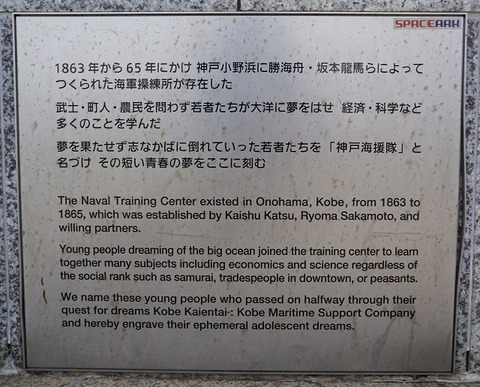 SPACEARK
1863年から65年にかけ 神戸小野浜に勝海舟・坂本龍馬らによって
つくられた海軍操練所が存在した
武士・町人・農民を問わず若者たちが大洋に夢をはせ 経済・科学など
多くのことを学んだ
夢を果たせず志なかばに倒れていった若者たちを「神戸海援隊」と
名づけ その短い青春の夢をここに刻む
The Naval Training Center existed in Onohama, Kobe, from 1863 to
1865, which was established by Kaishu Katsu, Ryoma Sakamoto, and
willing partners.
Young people dreaming of the big ocean joined the training center to learn
together many subjects including economics and science regardless of
the social rank such as samurai, tradespeople in downtown, or peasants.
We name these young people who passed on halfway through their
quest for dreams Kobe Kaientai·: Kobe Maritime Support Company
and hereby engrave their ephemeral adolescent dreams.